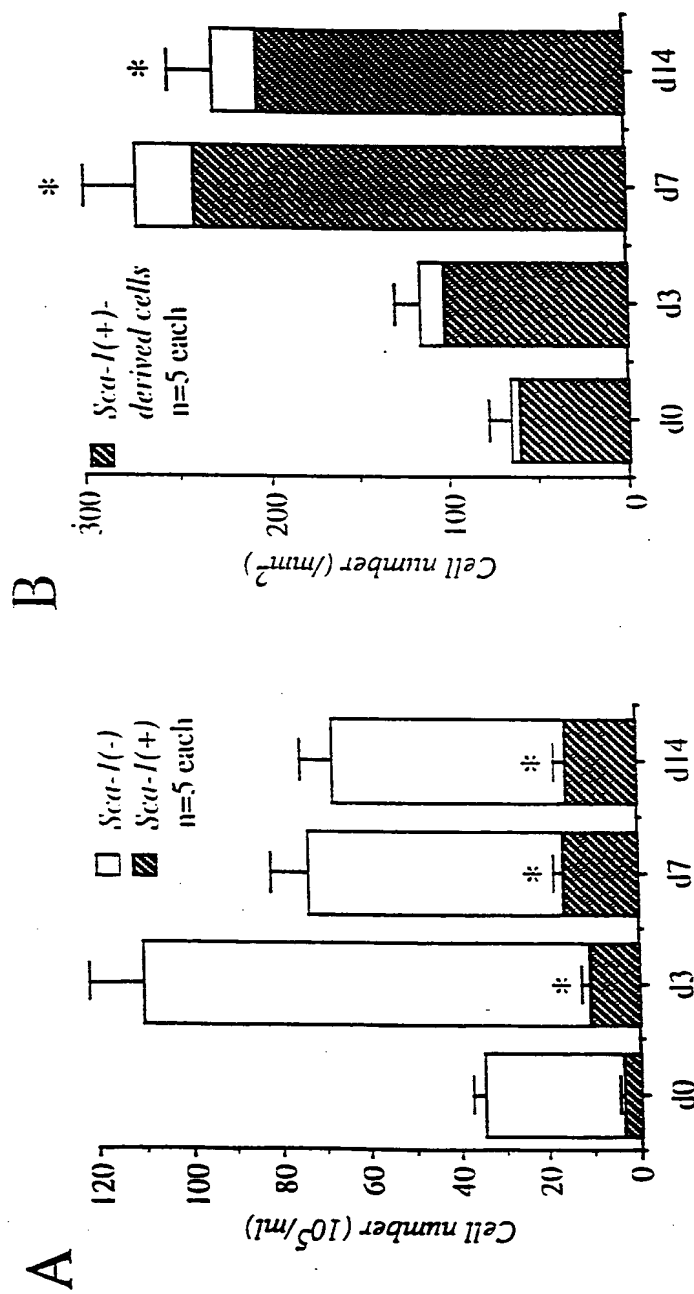 A
Sca-1(-)
Sca-1(+)
n=5 each
Cell number (10⁵/ml)
120
100
80
60
40
20
0
*
*
*
d0
d3
d7
d14
B
Sca-1(+)-
derived cells
n=5 each
Cell number (/mm²)
300
200
100
0
*
*
d0
d3
d7
d14